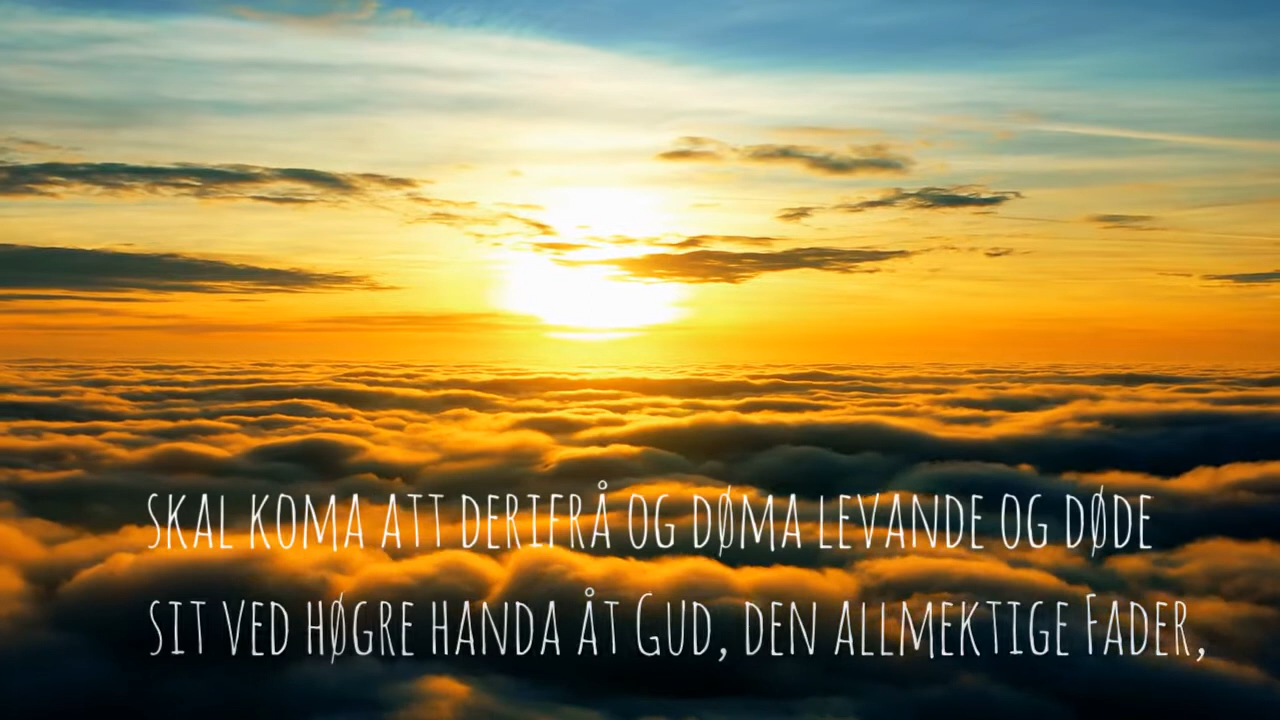 skal koma att derifrå og døma levande og døde
sit ved høgre handa åt Gud, den allmektige Fader,